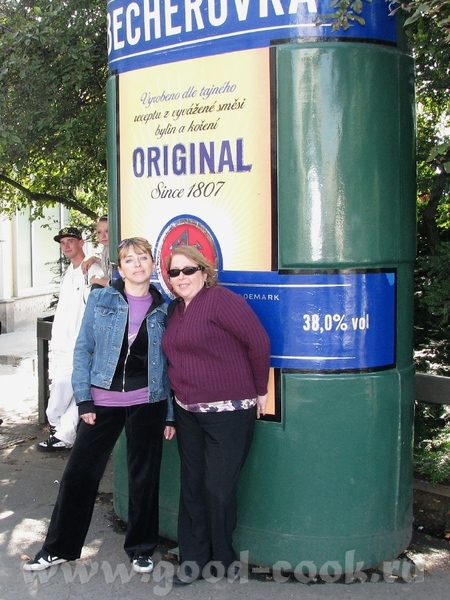 BECHEROVKA
Vyrobeno dle tajného
receptu z vyvážené směsi
bylin a koření
ORIGINAL
Since 1807
38,0% vol
www.good-cook.ru